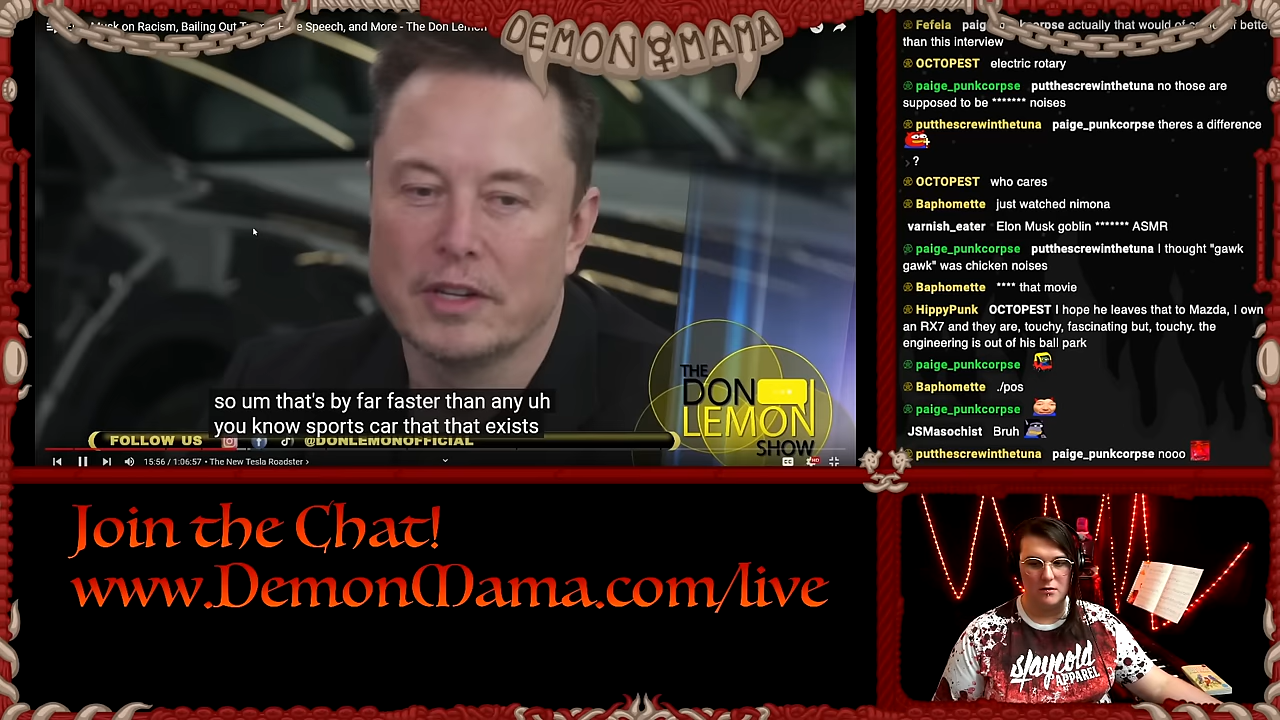 Musk on Racism, Bailing Out Speech, and More - The Don Lemon
DEMON MAMA
so um that's by far faster than any uh
you know sports car that that exists
FOLLOW US @DONLEMONOFFICIAL
THE
DON
LEMON
SHOW
15:56 / 1:06:57 • The New Tesla Roadster ›
HD
Fefela actually that would of
than this interview
OCTOPEST electric rotary
paige_punkcorpse putthescrewinthetuna no those are
supposed to be ******* noises
putthescrewinthetuna paige_punkcorpse theres a difference
?
OCTOPEST who cares
Baphomette just watched nimona
varnish_eater Elon Musk goblin ******* ASMR
paige_punkcorpse putthescrewinthetuna I thought "gawk
gawk" was chicken noises
Baphomette **** that movie
HippyPunk OCTOPEST I hope he leaves that to Mazda, I own
an RX7 and they are, touchy, fascinating but, touchy. the
engineering is out of his ball park
paige_punkcorpse
Baphomette ./pos
paige_punkcorpse
JSMasochist Bruh
putthescrewinthetuna paige_punkcorpse nooo
Join the Chat!
www.DemonMama.com/live
staycold
APPAREL